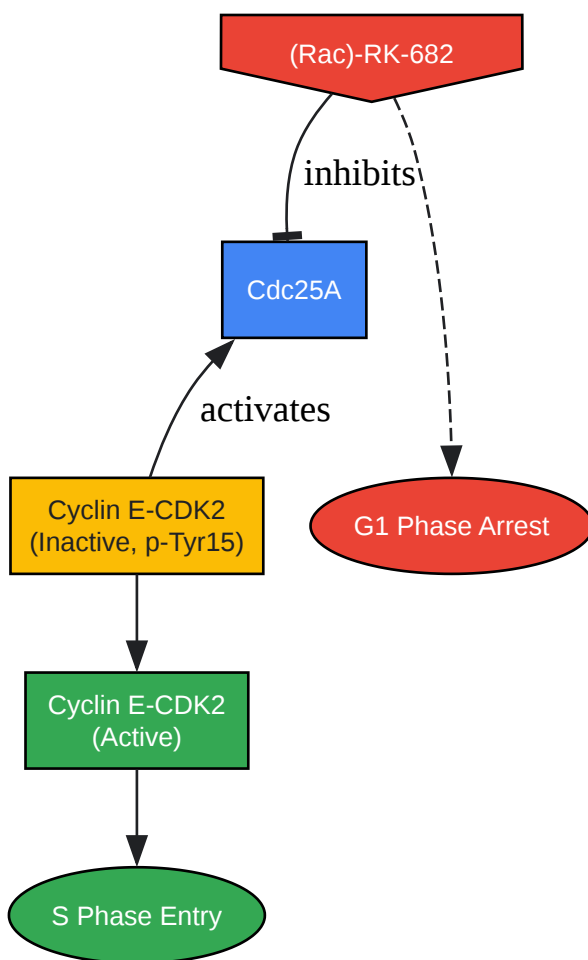 (Rac)-RK-682
inhibits
Cdc25A
activates
Cyclin E-CDK2
(Inactive, p-Tyr15)
G1 Phase Arrest
Cyclin E-CDK2
(Active)
S Phase Entry